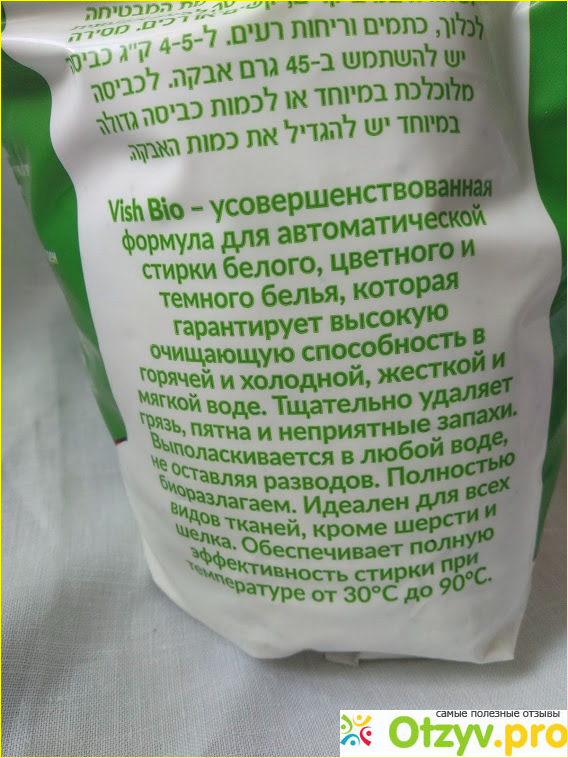 המבטיחה
לכלוך, כתמים וריחות רעים. ל-4-5 ק"ג כביסה
יש להשתמש ב-45 גרם אבקה. לכביסה
מלוכלכת במיוחד או לכמות כביסה גדולה
במיוחד יש להגדיל את כמות האבקה.
Vish Bio – усовершенствованная
формула для автоматической
стирки белого, цветного и
темного белья, которая
гарантирует высокую
очищающую способность в
горячей и холодной, жесткой и
мягкой воде. Тщательно удаляет
грязь, пятна и неприятные запахи.
Выполаскивается в любой воде,
не оставляя разводов. Полностью
биоразлагаем. Идеален для всех
видов тканей, кроме шерсти и
шелка. Обеспечивает полную
эффективность стирки при
температуре от 30°C до 90°C.
самые полезные отзывы
Otzyv.pro